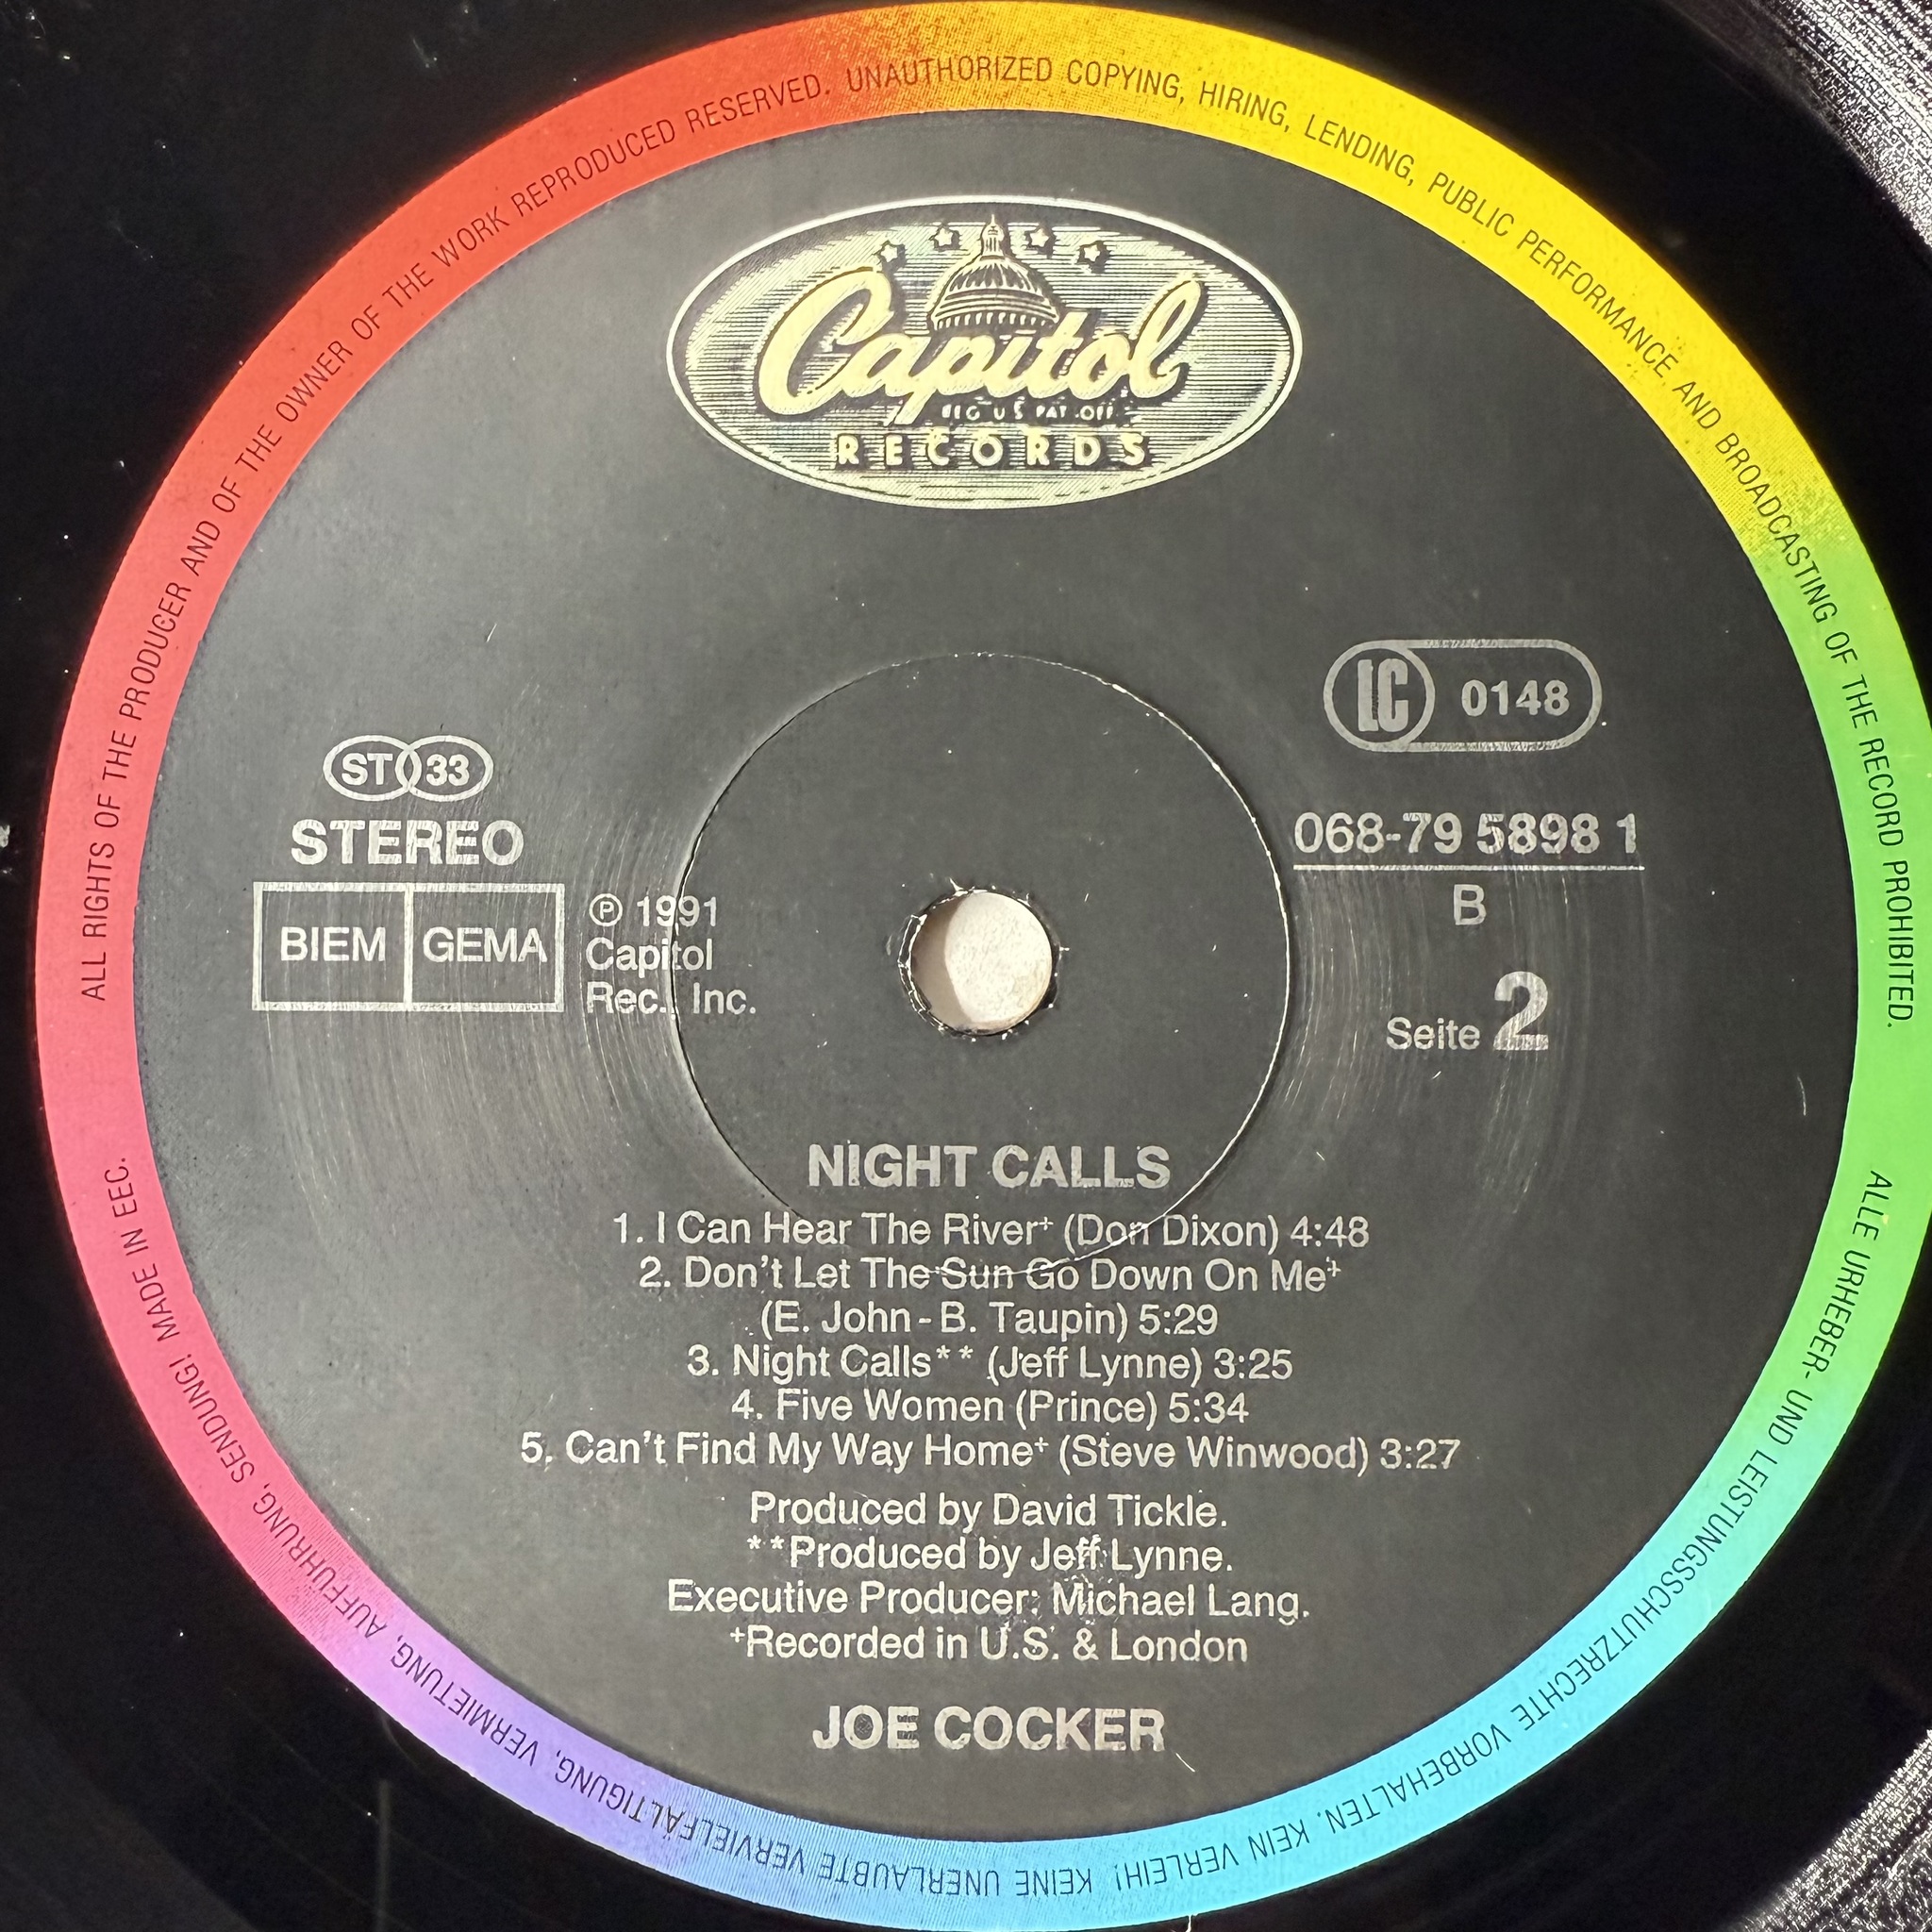 ALL RIGHTS OF THE PRODUCER AND OF THE OWNER OF THE WORK REPRODUCED RESERVED. UNAUTHORIZED COPYING, HIRING, LENDING, PUBLIC PERFORMANCE AND BROADCASTING OF THE RECORD PROHIBITED.
Capitol
REG U S PAT OFF
RECORDS
LC 0148
ST 33
STEREO
BIEM GEMA
℗ 1991
Capitol
Rec., Inc.
068-79 5898 1
B
Seite 2
NIGHT CALLS
1. I Can Hear The River⁺ (Don Dixon) 4:48
2. Don't Let The Sun Go Down On Me⁺
(E. John - B. Taupin) 5:29
3. Night Calls** (Jeff Lynne) 3:25
4. Five Women (Prince) 5:34
5. Can't Find My Way Home⁺ (Steve Winwood) 3:27
Produced by David Tickle.
**Produced by Jeff Lynne.
Executive Producer: Michael Lang.
⁺Recorded in U.S. & London
JOE COCKER
ALLE URHEBER- UND LEISTUNGSSCHUTZRECHTE VORBEHALTEN. KEIN VERLEIH! KEINE UNERLAUBTE VERVIELFÄLTIGUNG, VERMIETUNG, AUFFÜHRUNG, SENDUNG! MADE IN EEC.